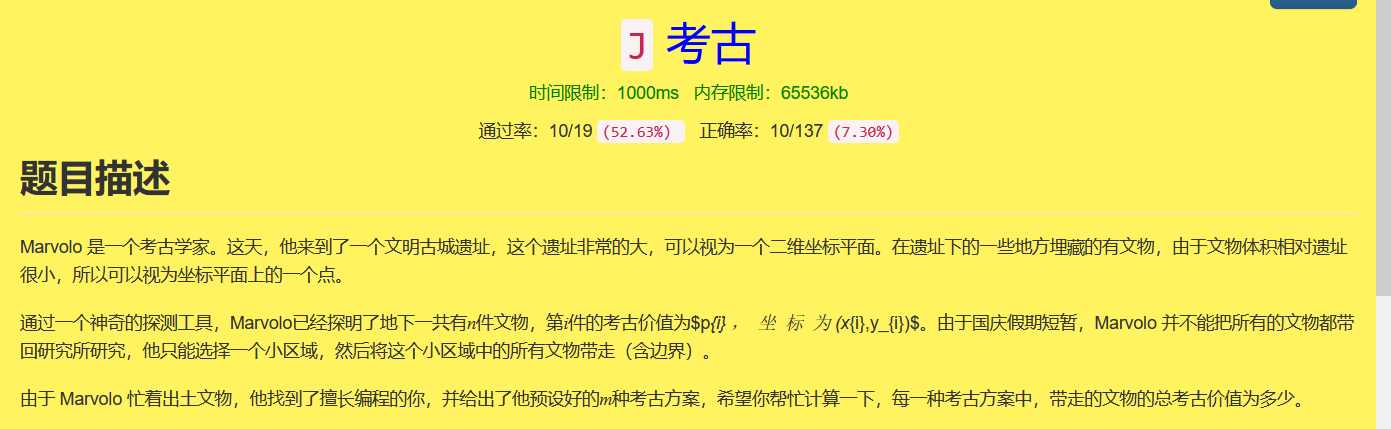 J 考古
时间限制：1000ms 内存限制：65536kb
通过率：10/19 (52.63%) 正确率：10/137 (7.30%)
题目描述
Marvolo 是一个考古学家。这天，他来到了一个文明古城遗址，这个遗址非常的大，可以视为一个二维坐标平面。在遗址下的一些地方埋藏的有文物，由于文物体积相对遗址
很小，所以可以视为坐标平面上的一个点。
通过一个神奇的探测工具，Marvolo已经探明了地下一共有n件文物，第i件的考古价值为$p{i} ， 坐 标 为 (x{i},y_{i})$。由于国庆假期短暂，Marvolo 并不能把所有的文物都带
回研究所研究，他只能选择一个小区域，然后将这个小区域中的所有文物带走（含边界）。
由于 Marvolo 忙着出土文物，他找到了擅长编程的你，并给出了他预设好的m种考古方案，希望你帮忙计算一下，每一种考古方案中，带走的文物的总考古价值为多少。